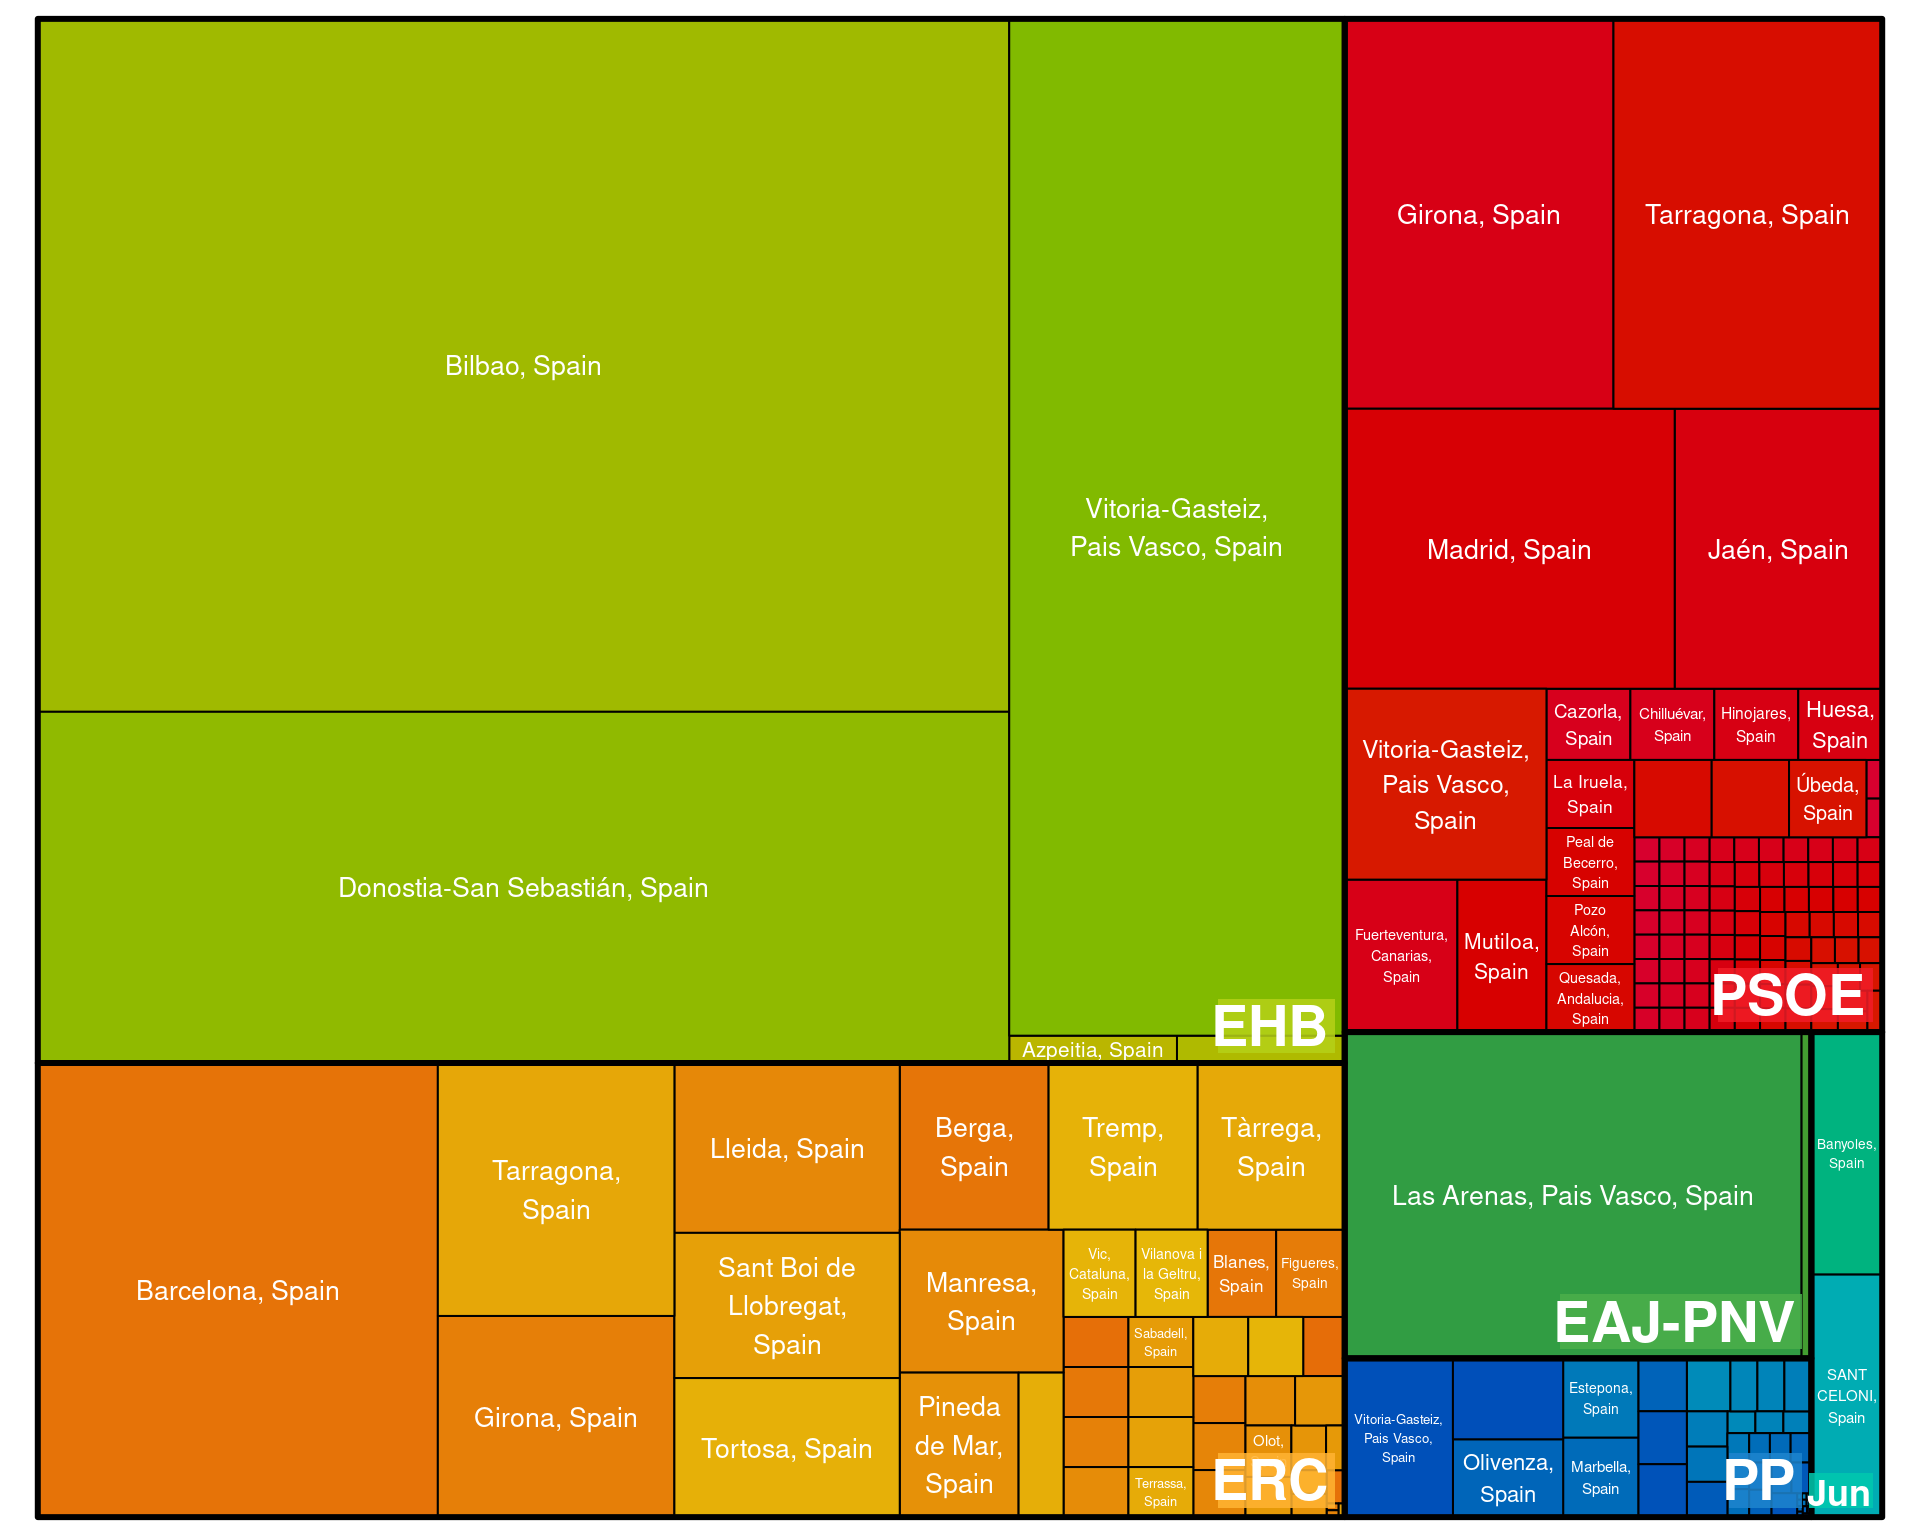 Bilbao, Spain
Donostia-San Sebastián, Spain
Vitoria-Gasteiz,
Pais Vasco, Spain
Azpeitia, Spain
EHB
Girona, Spain
Tarragona, Spain
Madrid, Spain
Jaén, Spain
Vitoria-Gasteiz,
Pais Vasco,
Spain
Fuerteventura,
Canarias,
Spain
Mutiloa,
Spain
Cazorla,
Spain
Chilluévar,
Spain
Hinojares,
Spain
Huesa,
Spain
La Iruela,
Spain
Úbeda,
Spain
Peal de
Becerro,
Spain
Pozo
Alcón,
Spain
Quesada,
Andalucia,
Spain
PSOE
Barcelona, Spain
Tarragona,
Spain
Girona, Spain
Lleida, Spain
Sant Boi de
Llobregat,
Spain
Tortosa, Spain
Berga,
Spain
Tremp,
Spain
Tàrrega,
Spain
Manresa,
Spain
Pineda
de Mar,
Spain
Vic,
Cataluna,
Spain
Vilanova i
la Geltru,
Spain
Blanes,
Spain
Figueres,
Spain
Sabadell,
Spain
Terrassa,
Spain
Olot,
ERC
Las Arenas, Pais Vasco, Spain
EAJ-PNV
Banyoles,
Spain
SANT
CELONI,
Spain
Jun
Vitoria-Gasteiz,
Pais Vasco,
Spain
Olivenza,
Spain
Estepona,
Spain
Marbella,
Spain
PP